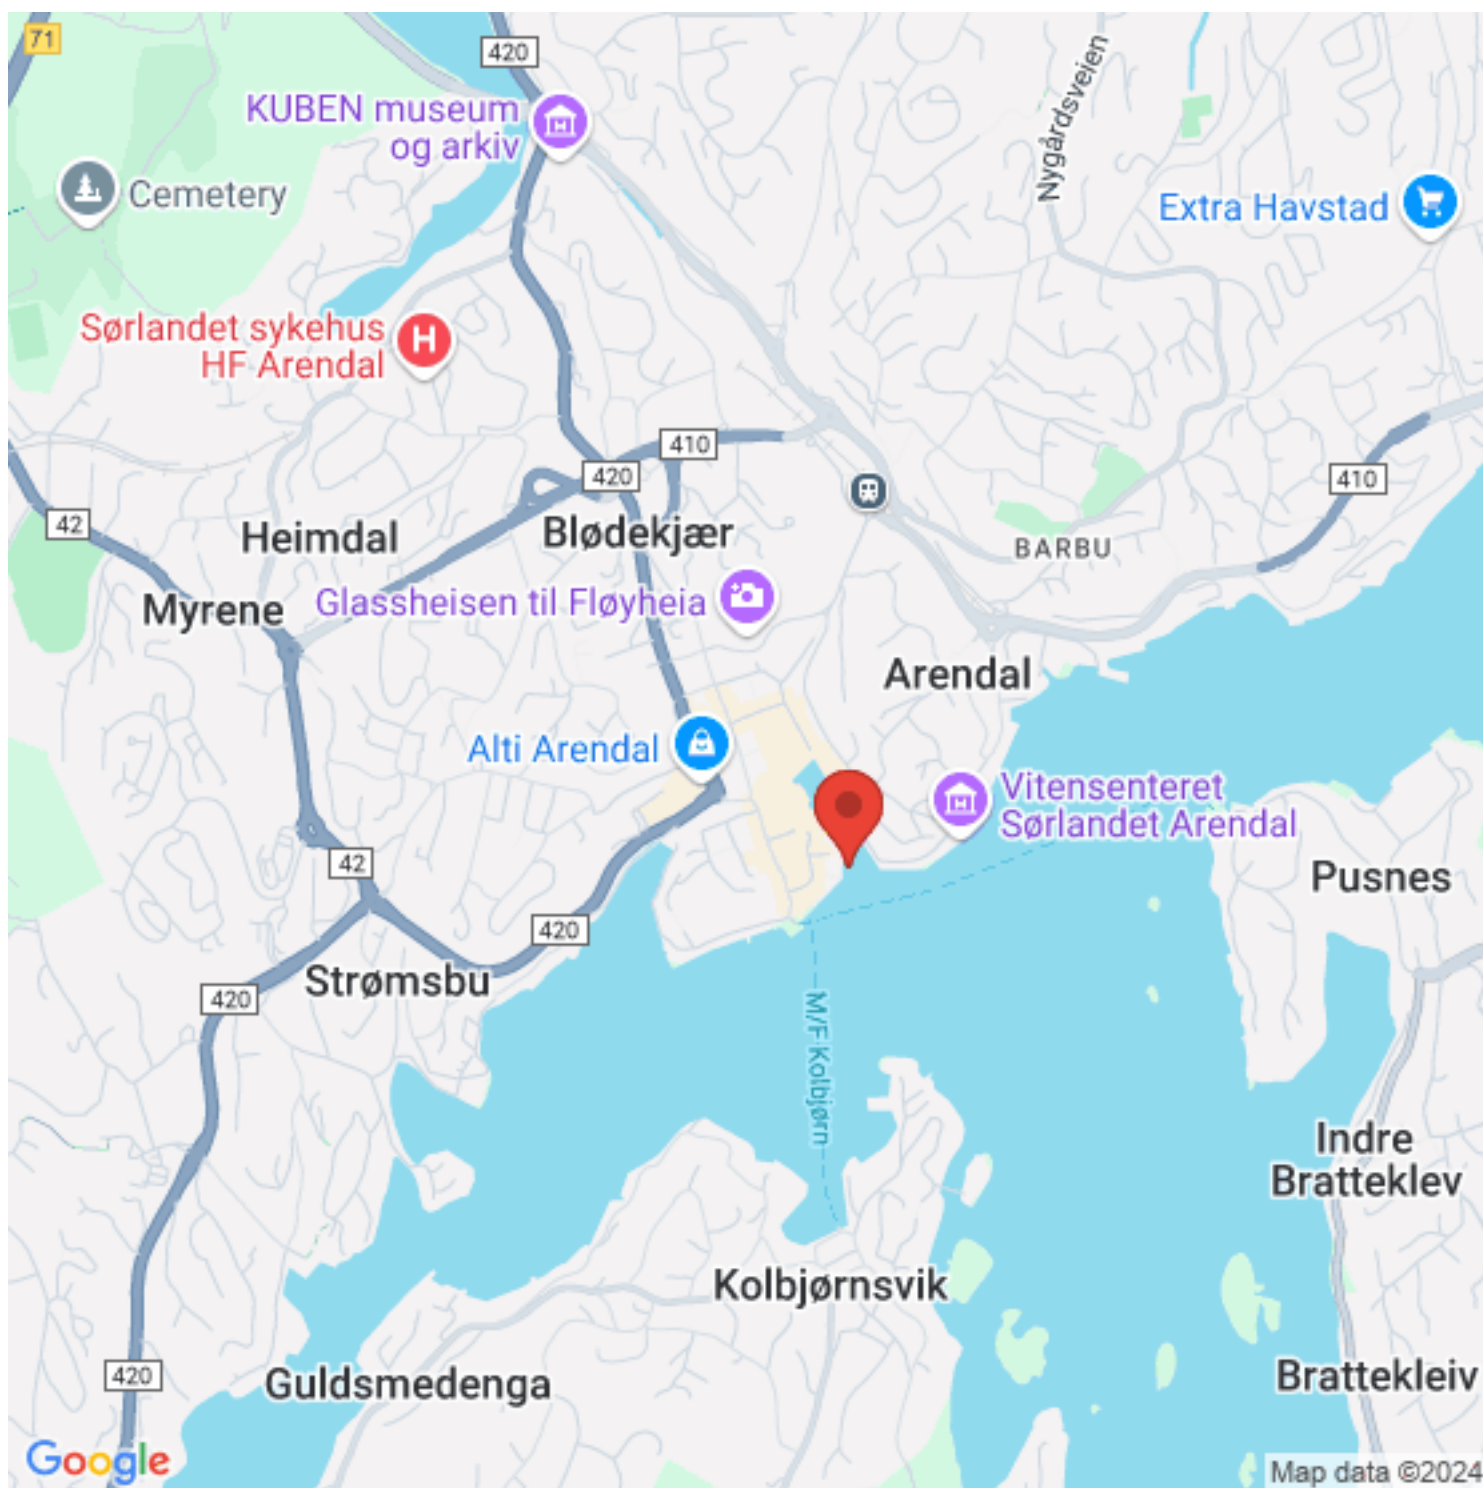 71
420
KUBEN museum
og arkiv
Nygårdsveien
Cemetery
Extra Havstad
Sørlandet sykehus
HF Arendal
H
410
420
410
42
Heimdal
Blødekjær
BARBU
Myrene
Glassheisen til Fløyheia
Arendal
Alti Arendal
Vitensenteret
Sørlandet Arendal
42
Pusnes
420
Strømsbu
420
M/F Kolbjørn
Indre
Bratteklev
Kolbjørnsvik
420
Guldsmedenga
Brattekleiv
Google
Map data ©2024